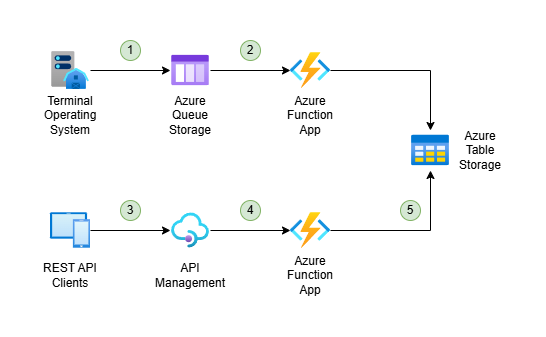 1
2
Terminal
Operating
System
Azure
Queue
Storage
Azure
Function
App
Azure
Table
Storage
3
4
5
REST API
Clients
API
Management
Azure
Function
App